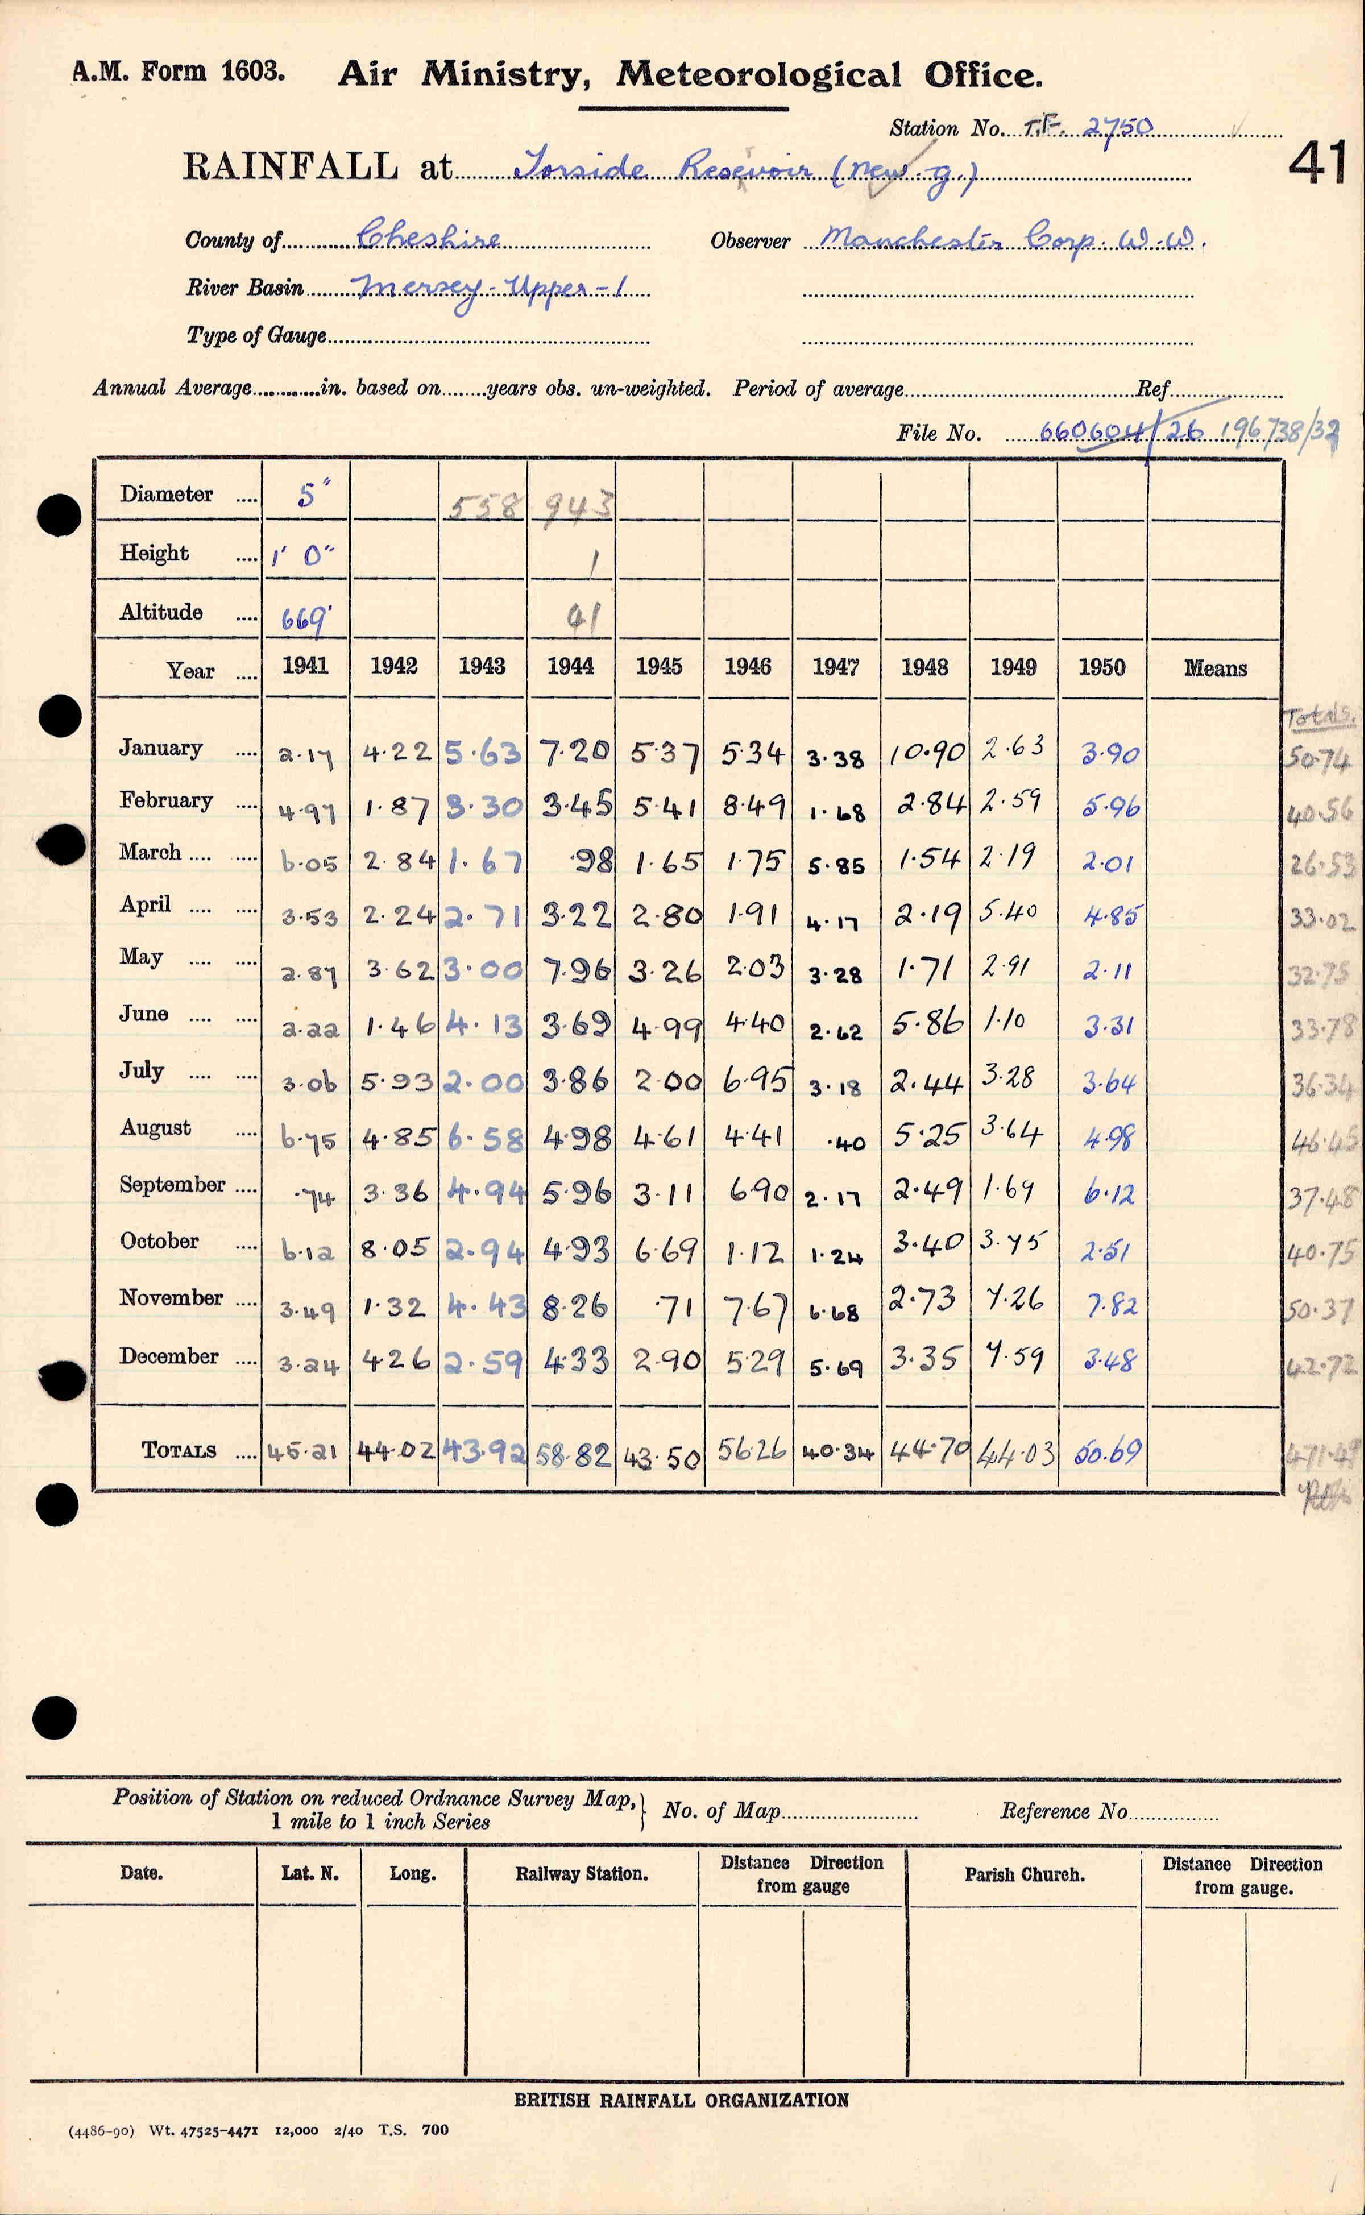 A.M. Form 1603. Air Ministry, Meteorological Office.
Station No. T.F. 2750
41
RAINFALL at Torside Resevoir (New g.)
County of Cheshire Observer Manchester Corp. W.W.
River Basin Mersey-Upper-1
Type of Gauge
Annual Average in. based on years obs. un-weighted. Period of average Ref.
File No. 660604/26 196738/32
Diameter 5" 558 943
Height 1' 0" 1
Altitude 669' 41
Year 1941 1942 1943 1944 1945 1946 1947 1948 1949 1950 Means
Totals.
January 2.17 4.22 5.63 7.20 5.37 5.34 3.38 10.90 2.63 3.90 50.74
February 4.97 1.87 3.30 3.45 5.41 8.49 1.68 2.84 2.59 5.96 40.56
March 6.05 2.84 1.67 .98 1.65 1.75 5.85 1.54 2.19 2.01 26.53
April 3.53 2.24 2.71 3.22 2.80 1.91 4.17 2.19 5.40 4.85 33.02
May 2.87 3.62 3.00 7.96 3.26 2.03 3.28 1.71 2.91 2.11 32.75
June 2.22 1.46 4.13 3.69 4.99 4.40 2.62 5.86 1.10 3.31 33.78
July 3.06 5.93 2.00 3.86 2.00 6.95 3.18 2.44 3.28 3.64 36.34
August 6.75 4.85 6.58 4.98 4.61 4.41 .40 5.25 3.64 4.98 46.45
September .74 3.36 4.94 5.96 3.11 6.90 2.17 2.49 1.69 6.12 37.48
October 6.12 8.05 2.94 4.93 6.69 1.12 1.24 3.40 3.75 2.51 40.75
November 3.49 1.32 4.43 8.26 .71 7.67 6.68 2.73 7.26 7.82 50.37
December 3.24 4.26 2.59 4.33 2.90 5.29 5.69 3.35 7.59 3.48 42.72
TOTALS 45.21 44.02 43.92 58.82 43.50 56.26 40.34 44.70 44.03 50.69 471.49
Position of Station on reduced Ordnance Survey Map,
1 mile to 1 inch Series
No. of Map Reference No.
Date. Lat. N. Long. Railway Station. Distance Direction from gauge Parish Church. Distance Direction from gauge.
BRITISH RAINFALL ORGANIZATION
(4486-90) Wt. 47525-4471 12,000 2/40 T.S. 700